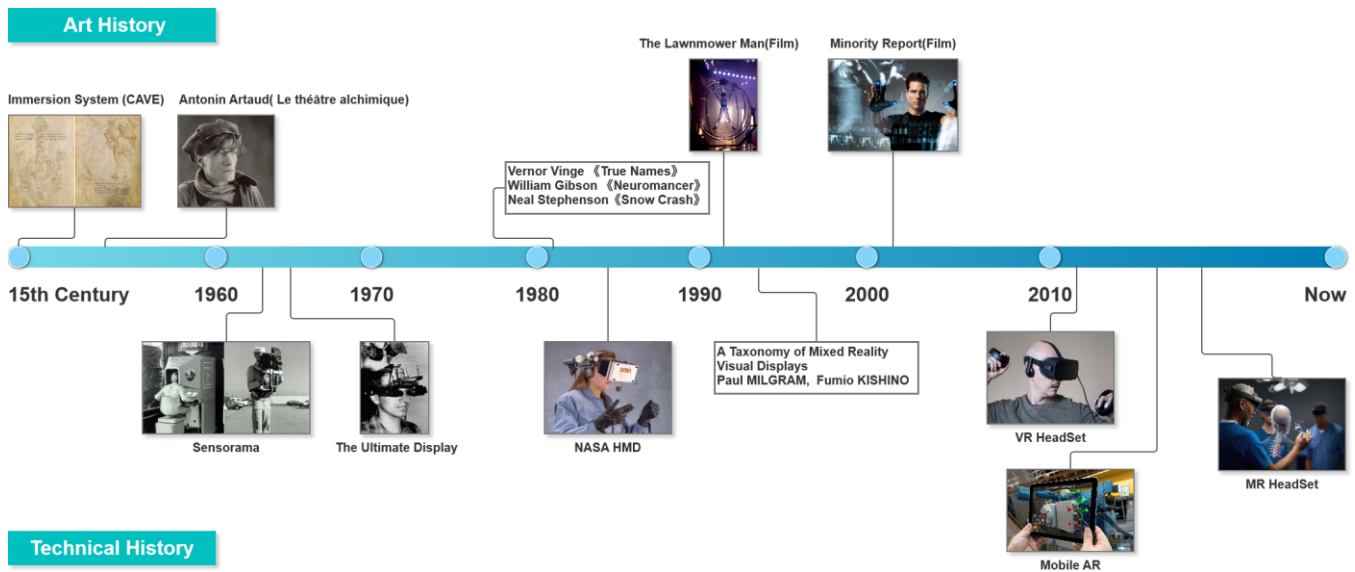 Art History
The Lawnmower Man(Film)
Minority Report(Film)
Immersion System (CAVE)
Antonin Artaud( Le théâtre alchimique)
Vernor Vinge 《True Names》
William Gibson 《Neuromancer》
Neal Stephenson《Snow Crash》
15th Century
1960
1970
1980
1990
2000
2010
Now
A Taxonomy of Mixed Reality
Visual Displays
Paul MILGRAM, Fumio KISHINO
Sensorama
The Ultimate Display
NASA HMD
VR HeadSet
MR HeadSet
Technical History
Mobile AR